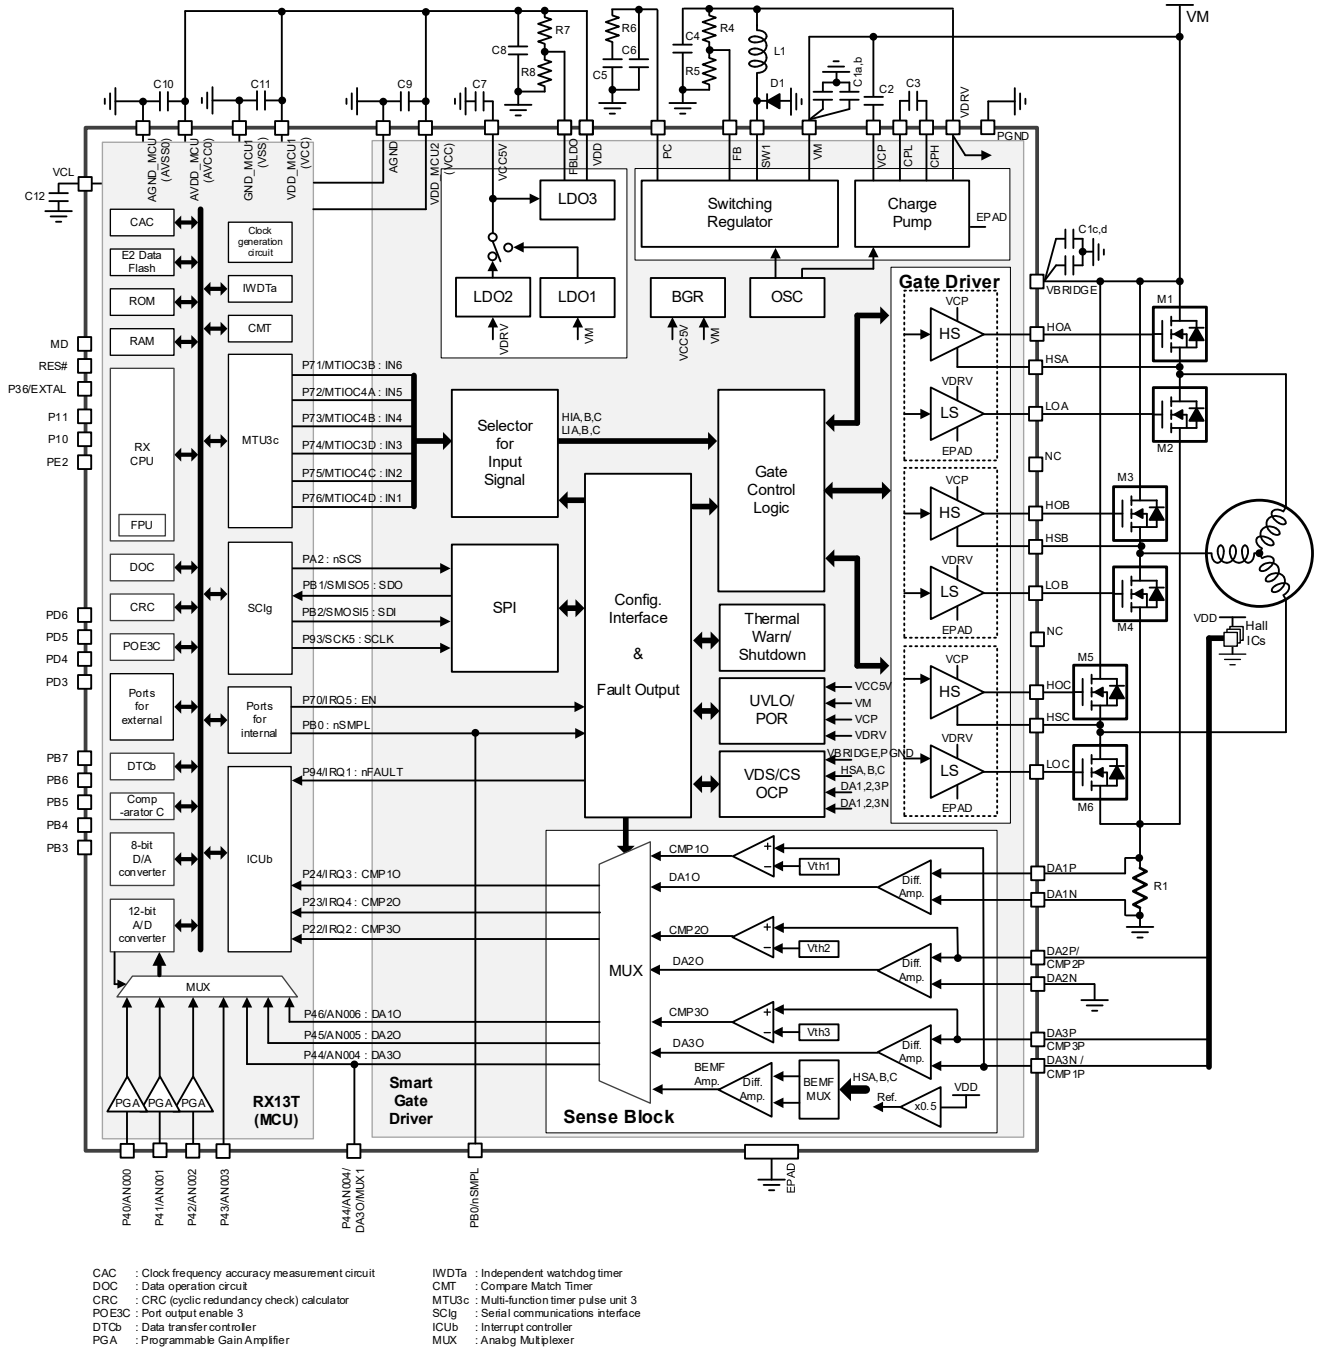 VM
R7
C8
R8
R6
C6
C5
R4
C4
R5
L1
D1
C1a,b
C2
C3
VDRV
PGND
C10
C11
C9
C7
AGND_MCU
(AVSS0)
AVDD_MCU
(AVCC0)
GND_MCU1
(VSS)
VDD_MCU1
(VCC)
AGND
VDD_MCU2
(VCC)
VCC5V
FBLDO
VDD
PC
FB
SW1
VM
VCP
CPL
CPH
VCL
C12
LDO3
LDO2
LDO1
VDRV
VM
Switching
Regulator
Charge
Pump
EPAD
BGR
VCC5V
VM
OSC
C1c,d
VBRIDGE
CAC
E2 Data
Flash
ROM
RAM
RX
CPU
FPU
DOC
CRC
POE3C
Ports
for
external
DTCb
Comp
-arator C
8-bit
D/A
converter
12-bit
A/D
converter
MUX
Clock
generation
circuit
IWDTa
CMT
MTU3c
SCIg
Ports
for
internal
ICUb
MD
RES#
P36/EXTAL
P11
P10
PE2
PD6
PD5
PD4
PD3
PB7
PB6
PB5
PB4
PB3
P71/MTIOC3B : IN6
P72/MTIOC4A : IN5
P73/MTIOC4B : IN4
P74/MTIOC3D : IN3
P75/MTIOC4C : IN2
P76/MTIOC4D : IN1
PA2 : nSCS
PB1/SMISO5 : SDO
PB2/SMOSI5 : SDI
P93/SCK5 : SCLK
P70/IRQ5 : EN
PB0 : nSMPL
P94/IRQ1 : nFAULT
P24/IRQ3 : CMP1O
P23/IRQ4 : CMP2O
P22/IRQ2 : CMP3O
P46/AN006 : DA1O
P45/AN005 : DA2O
P44/AN004 : DA3O
Selector
for
Input
Signal
HIA,B,C
LIA,B,C
SPI
Config.
Interface
&
Fault Output
Gate
Control
Logic
Thermal
Warn/
Shutdown
UVLO/
POR
VCC5V
VM
VCP
VDRV
VDS/CS
OCP
VBRIDGE,PGND
HSA,B,C
DA1,2,3P
DA1,2,3N
Gate Driver
VCP
HS
VDRV
LS
EPAD
VCP
HS
VDRV
LS
EPAD
VCP
HS
VDRV
LS
EPAD
HOA
HSA
LOA
NC
HOB
HSB
LOB
NC
HOC
HSC
LOC
M1
M2
M3
M4
M5
M6
VDD
Hall
ICs
R1
DA1P
DA1N
DA2P/
CMP2P
DA2N
DA3P
CMP3P
DA3N /
CMP1P
MUX
CMP1O
DA1O
CMP2O
DA2O
CMP3O
DA3O
BEMF
Amp.
+
−
Vth1
Diff.
Amp.
+
−
Vth2
Diff.
Amp.
+
−
Vth3
Diff.
Amp.
Diff.
Amp.
BEMF
MUX
HSA,B,C
Ref.
x0.5
VDD
Sense Block
PGA
PGA
PGA
RX13T
(MCU)
Smart
Gate
Driver
P40/AN000
P41/AN001
P42/AN002
P43/AN003
P44/AN004/
DA3O/MUX1
PB0/nSMPL
EPAD
CAC : Clock frequency accuracy measurement circuit
DOC : Data operation circuit
CRC : CRC (cyclic redundancy check) calculator
POE3C : Port output enable 3
DTCb : Data transfer controller
PGA : Programmable Gain Amplifier
IWDTa : Independent watchdog timer
CMT : Compare Match Timer
MTU3c : Multi-function timer pulse unit 3
SCIg : Serial communications interface
ICUb : Interrupt controller
MUX : Analog Multiplexer